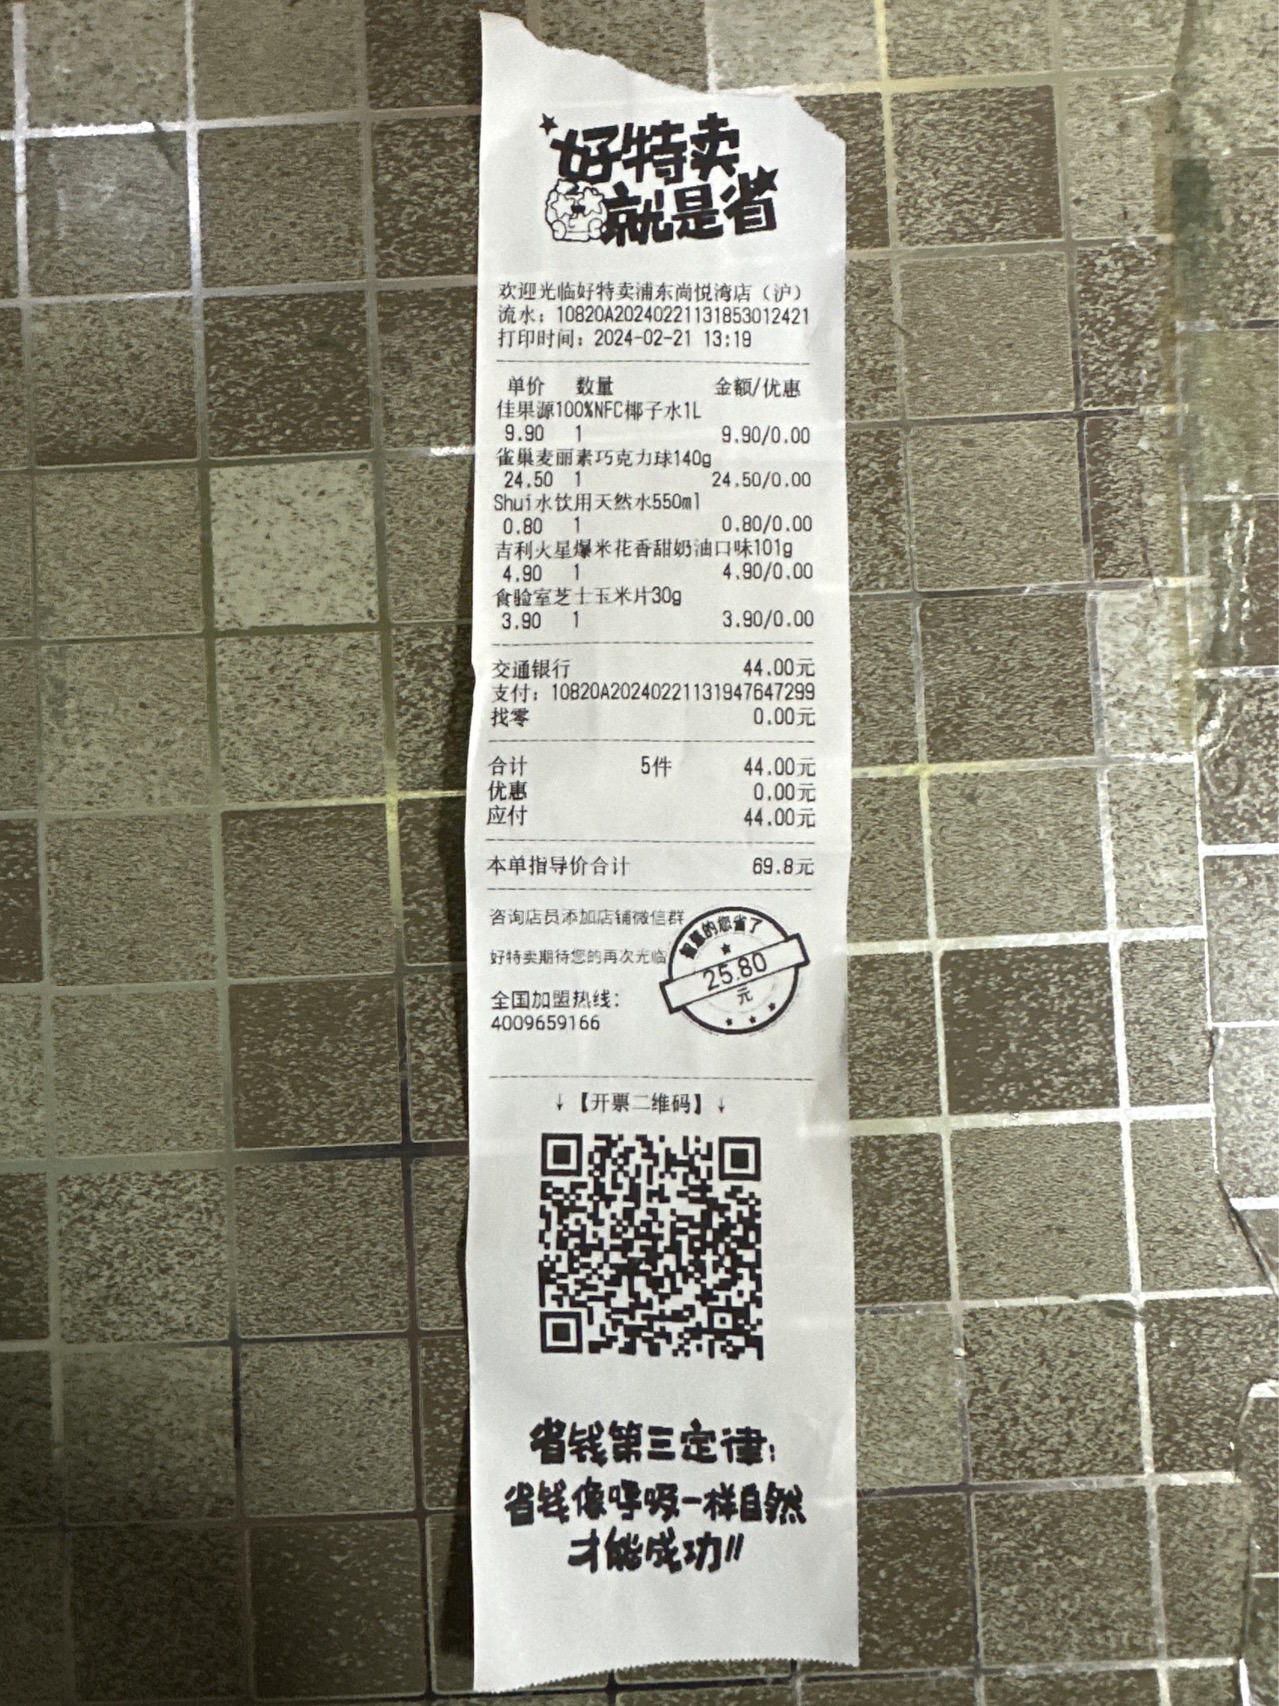 好特卖
就是省
欢迎光临好特卖浦东尚悦湾店（沪）
流水：10820A20240221131853012421
打印时间：2024-02-21 13:19
单价 数量 金额/优惠
佳果源100%NFC椰子水1L
9.90 1 9.90/0.00
雀巢麦丽素巧克力球140g
24.50 1 24.50/0.00
Shui水饮用天然水550ml
0.80 1 0.80/0.00
吉利火星爆米花香甜奶油口味101g
4.90 1 4.90/0.00
食验室芝士玉米片30g
3.90 1 3.90/0.00
交通银行 44.00元
支付：10820A20240221131947647299
找零 0.00元
合计 5件 44.00元
优惠 0.00元
应付 44.00元
本单指导价合计 69.8元
咨询店员添加店铺微信群
好特卖期待您的再次光临
全国加盟热线：
4009659166
的您省了
25.80
元
↓【开票二维码】↓
省钱第三定律：
省钱像呼吸一样自然
才能成功!!